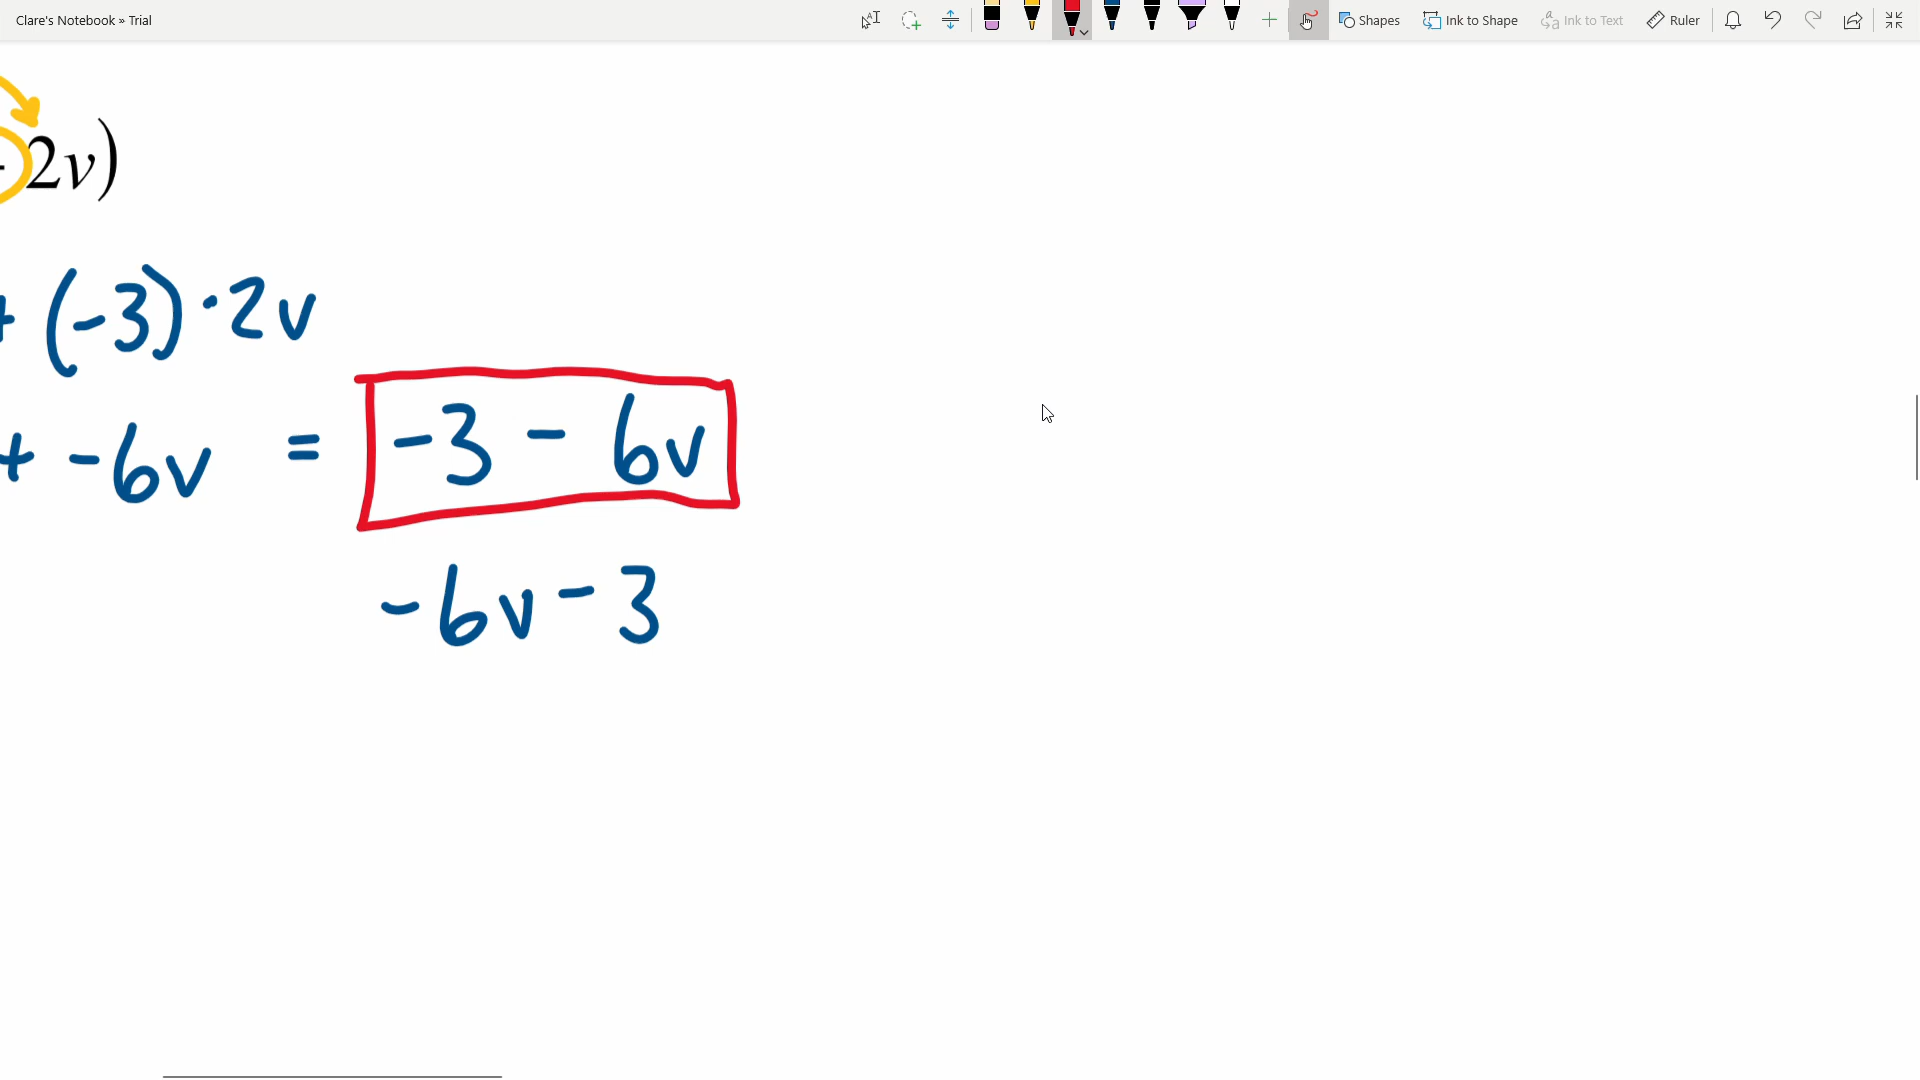 Clare's Notebook » Trial
Shapes
Ink to Shape
Ink to Text
Ruler
2v)
+ (-3)·2v
+ -6v = -3 - 6v
-6v - 3